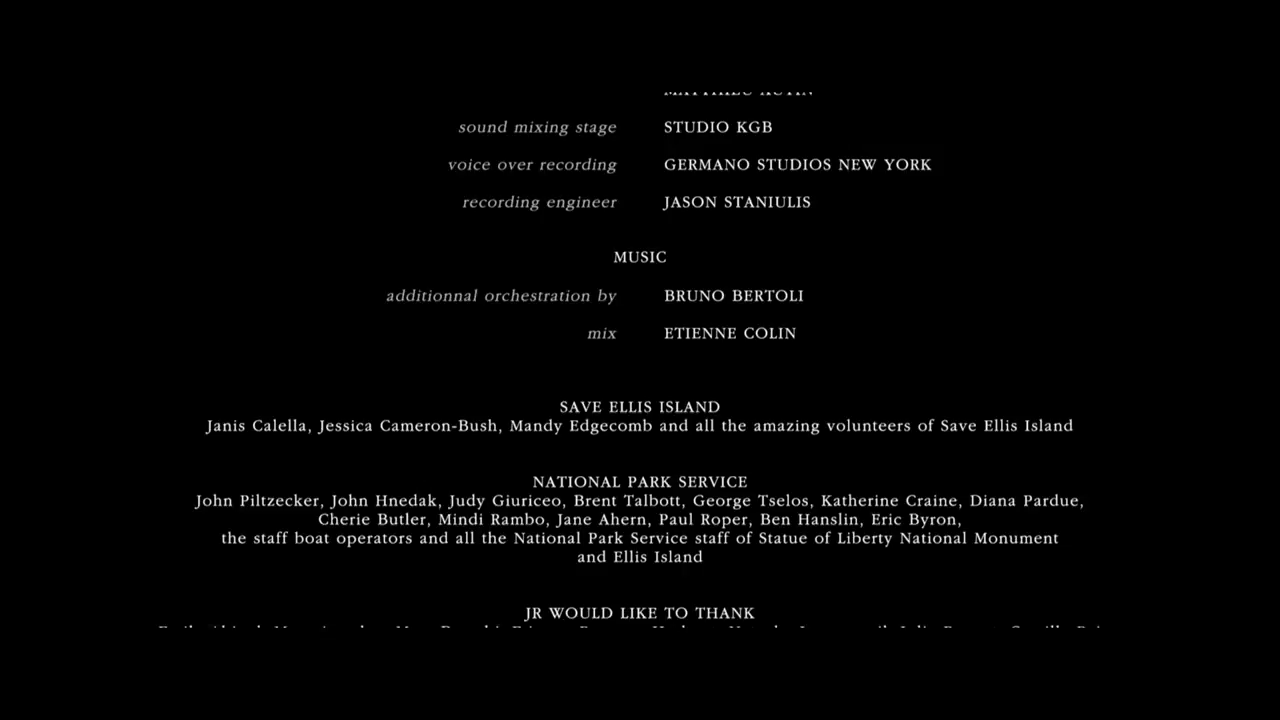 sound mixing stage STUDIO KGB
voice over recording GERMANO STUDIOS NEW YORK
recording engineer JASON STANIULIS
MUSIC
additionnal orchestration by BRUNO BERTOLI
mix ETIENNE COLIN
SAVE ELLIS ISLAND
Janis Calella, Jessica Cameron-Bush, Mandy Edgecomb and all the amazing volunteers of Save Ellis Island
NATIONAL PARK SERVICE
John Piltzecker, John Hnedak, Judy Giuriceo, Brent Talbott, George Tselos, Katherine Craine, Diana Pardue,
Cherie Butler, Mindi Rambo, Jane Ahern, Paul Roper, Ben Hanslin, Eric Byron,
the staff boat operators and all the National Park Service staff of Statue of Liberty National Monument
and Ellis Island
JR WOULD LIKE TO THANK